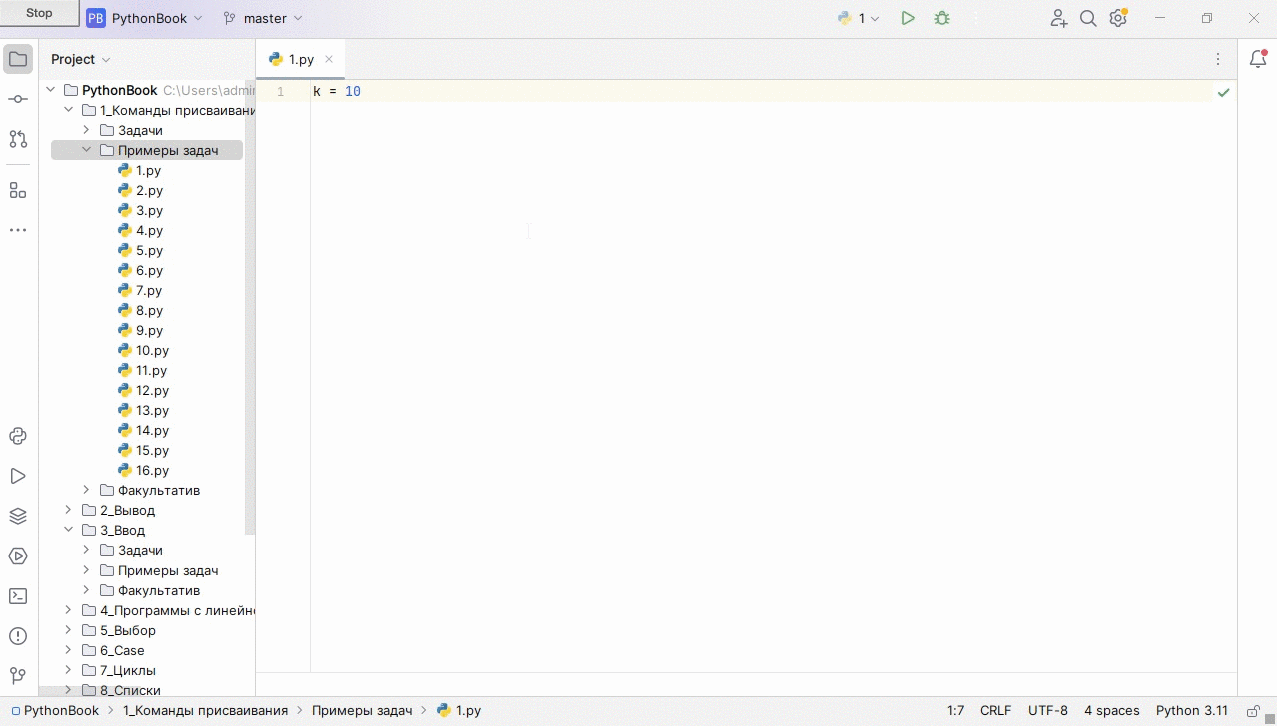 Stop
PB PythonBook
master
1
Project
1.py
PythonBook C:\Users\admi
1_Команды присваивани
Задачи
Примеры задач
1.py
2.py
3.py
4.py
5.py
6.py
7.py
8.py
9.py
10.py
11.py
12.py
13.py
14.py
15.py
16.py
Факультатив
2_Вывод
3_Ввод
Задачи
Примеры задач
Факультатив
4_Программы с линейн
5_Выбор
6_Case
7_Циклы
8_Списки
1 k = 10
PythonBook > 1_Команды присваивания > Примеры задач > 1.py
1:7 CRLF UTF-8 4 spaces Python 3.11